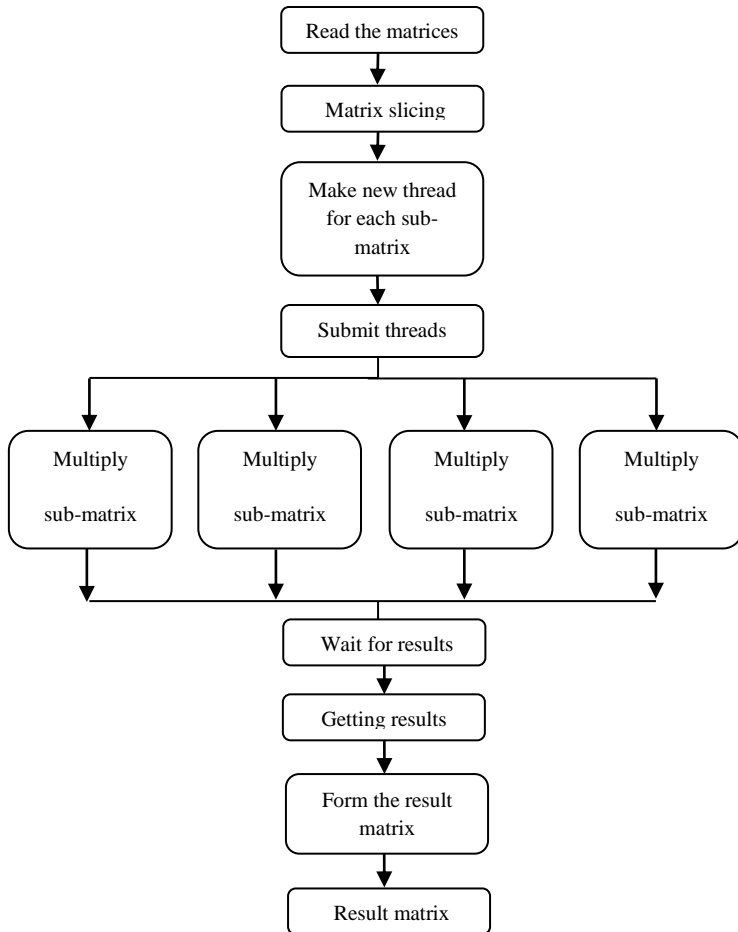 Read the matrices
Matrix slicing
Make new thread
for each sub-
matrix
Submit threads
Multiply
sub-matrix
Multiply
sub-matrix
Multiply
sub-matrix
Multiply
sub-matrix
Wait for results
Getting results
Form the result
matrix
Result matrix